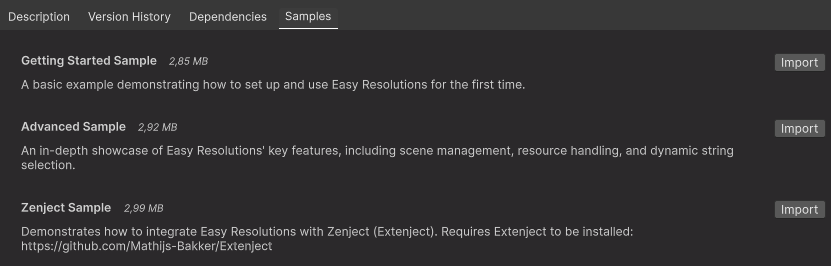 Description Version History Dependencies Samples
Getting Started Sample 2,85 MB Import
A basic example demonstrating how to set up and use Easy Resolutions for the first time.
Advanced Sample 2,92 MB Import
An in-depth showcase of Easy Resolutions' key features, including scene management, resource handling, and dynamic string
selection.
Zenject Sample 2,99 MB Import
Demonstrates how to integrate Easy Resolutions with Zenject (Extenject). Requires Extenject to be installed:
https://github.com/Mathijs-Bakker/Extenject